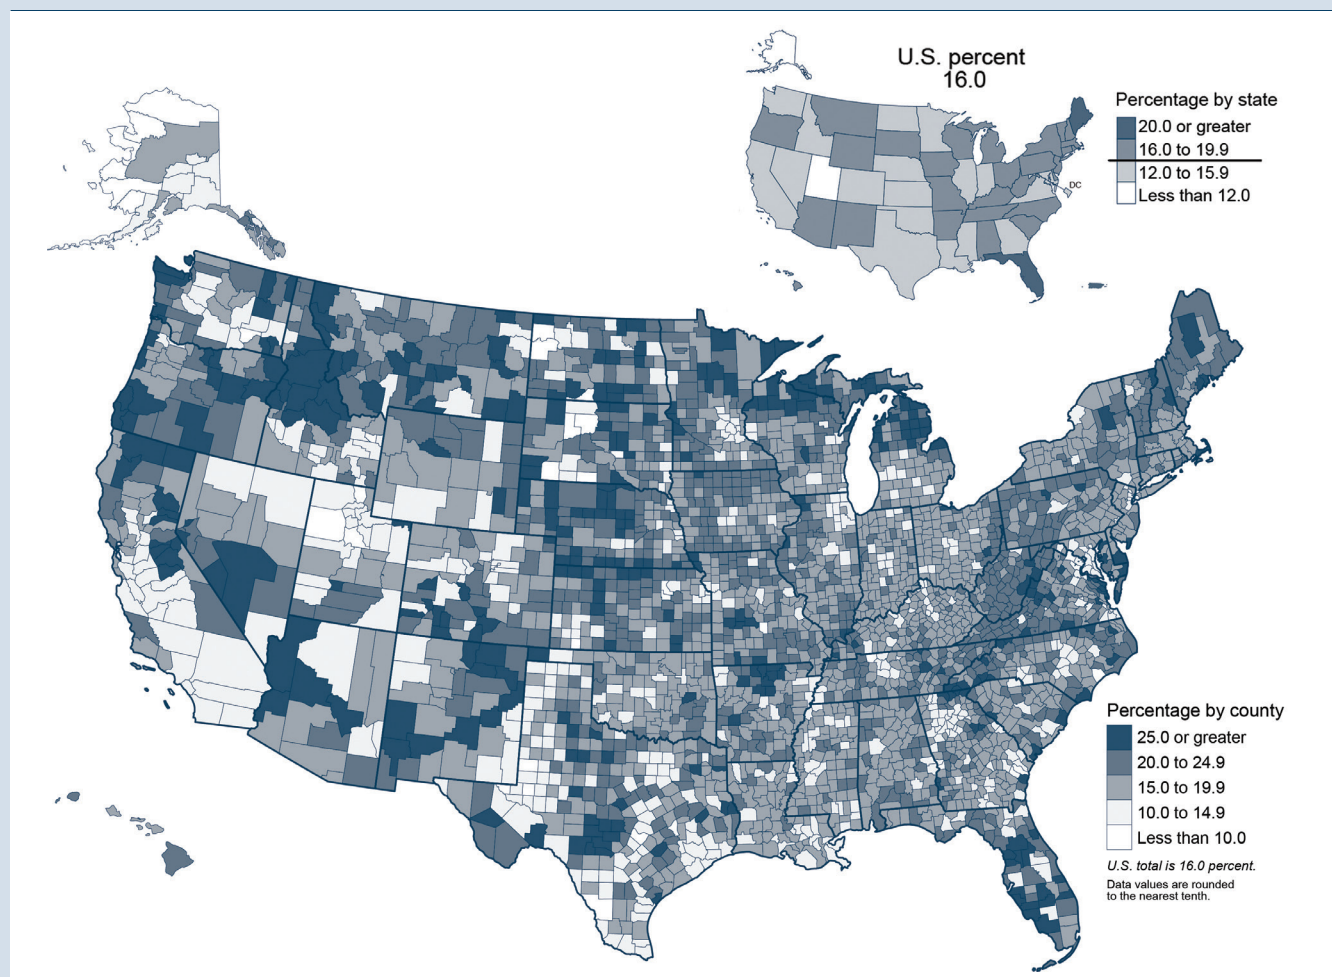 U.S. percent
16.0
Percentage by state
20.0 or greater
16.0 to 19.9
12.0 to 15.9
Less than 12.0
DC
Percentage by county
25.0 or greater
20.0 to 24.9
15.0 to 19.9
10.0 to 14.9
Less than 10.0
U.S. total is 16.0 percent.
Data values are rounded
to the nearest tenth.